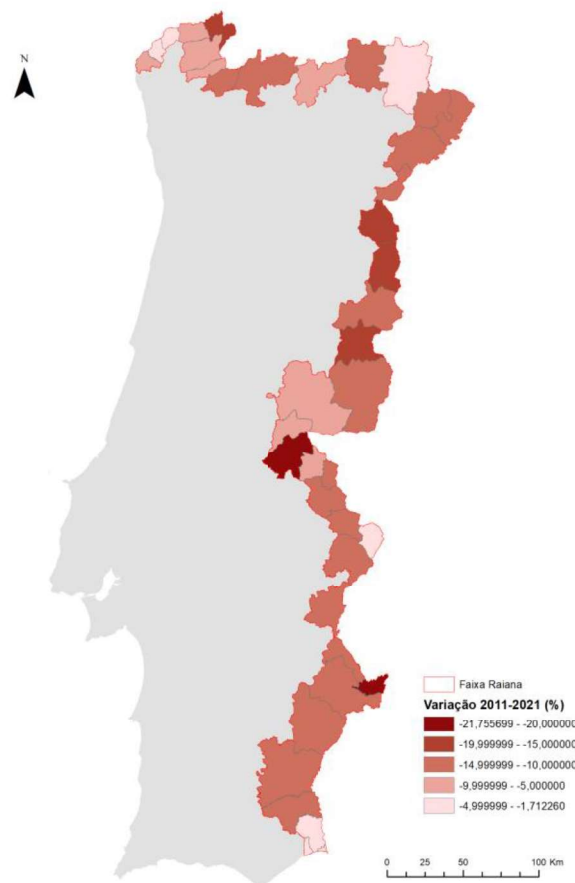 N
Faixa Raiana
Variação 2011-2021 (%)
-21,755699 - -20,000000
-19,999999 - -15,000000
-14,999999 - -10,000000
-9,999999 - -5,000000
-4,999999 - -1,712260
0 25 50 100 Km